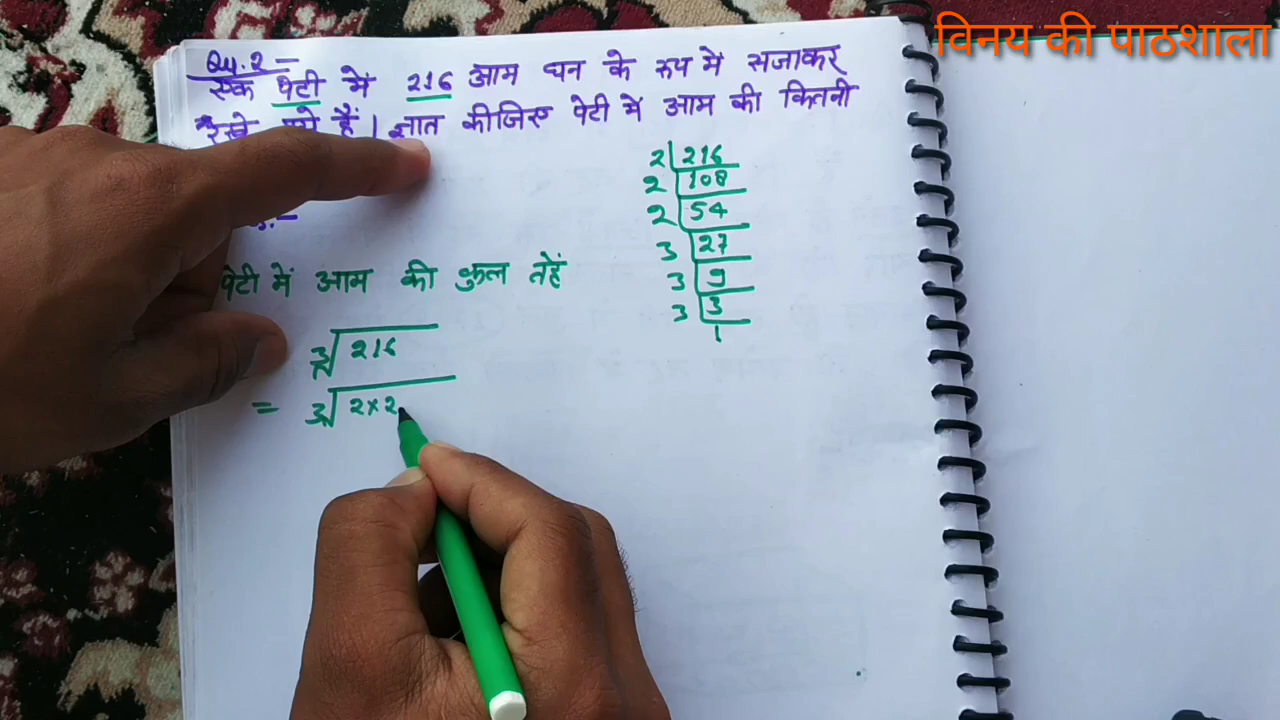 विनय की पाठशाला
Qu.2 –
एक पेटी में 216 आम घन के रूप में सजाकर
रखे गये हैं। ज्ञात कीजिए पेटी में आम की कितनी
2 | 216
2 | 108
2 | 54
3 | 27
3 | 9
3 | 3
1
पेटी में आम की कुल तहें
∛216
= ∛2×2